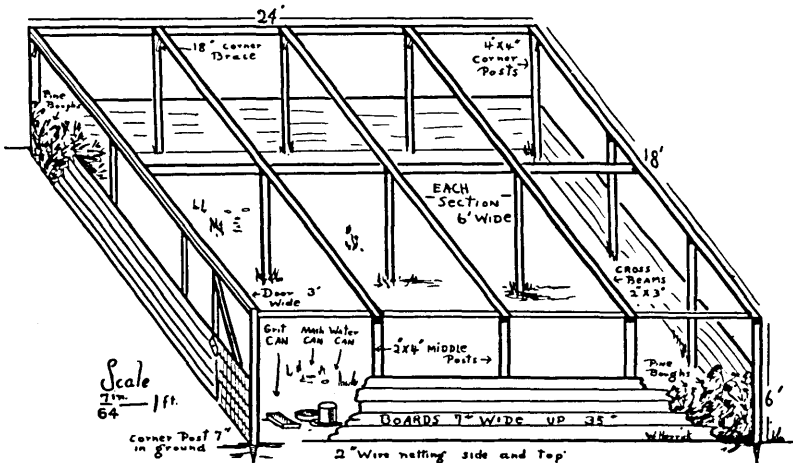 24'
18" Corner
Brace
4"x4"
Corner
Posts
Pine
Boughs
18'
EACH
Section
6' WIDE
CROSS
BEAMS
2"x3"
Door 3'
Wide
Grit
CAN
Mash
CAN
Water
CAN
2"x4" MIDDLE
Posts
Scale
7 in.
64 — 1 ft.
Pine
Boughs
6'
BOARDS 7" WIDE UP 35"
Corner Post 7"
in ground
W Herrick
2" Wire netting side and top